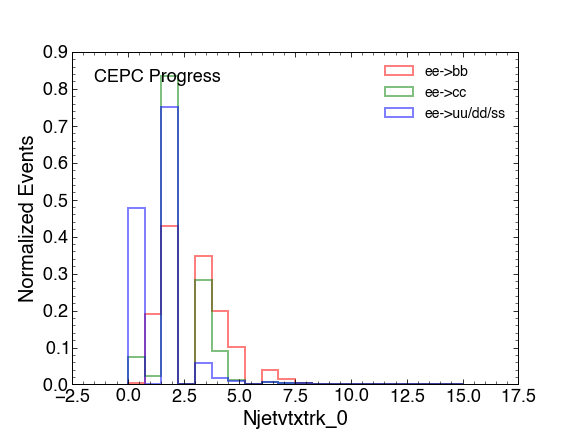 0.9
0.8
0.7
0.6
0.5
0.4
0.3
0.2
0.1
0.0
Normalized Events
CEPC Progress
ee->bb
ee->cc
ee->uu/dd/ss
−2.5 0.0 2.5 5.0 7.5 10.0 12.5 15.0 17.5
Njetvtxtrk_0